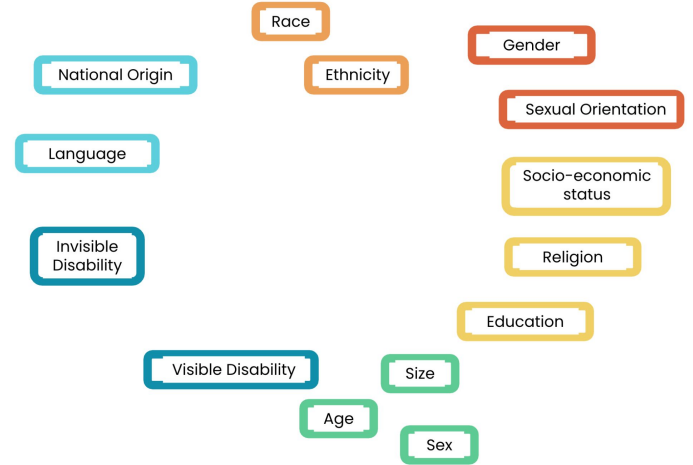 Race
Gender
National Origin
Ethnicity
Sexual Orientation
Language
Socio-economic
status
Invisible
Disability
Religion
Education
Visible Disability
Size
Age
Sex